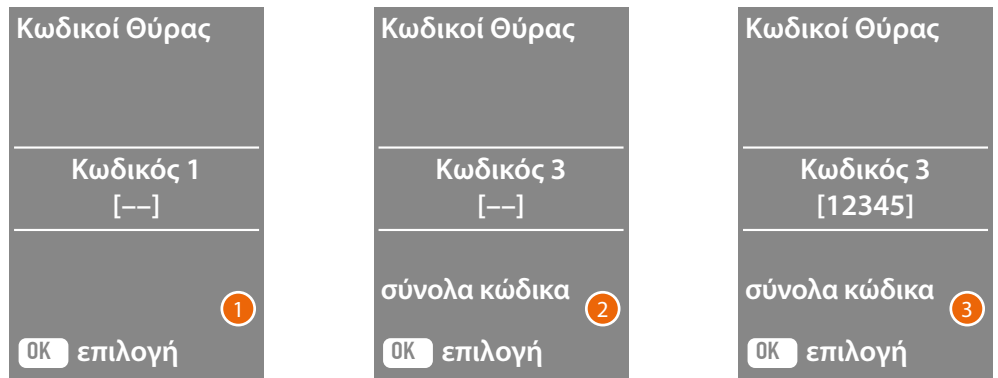 Κωδικοί Θύρας
Κωδικός 1
[––]
1
OK επιλογή
Κωδικοί Θύρας
Κωδικός 3
[––]
σύνολα κώδικα
2
OK επιλογή
Κωδικοί Θύρας
Κωδικός 3
[12345]
σύνολα κώδικα
3
OK επιλογή